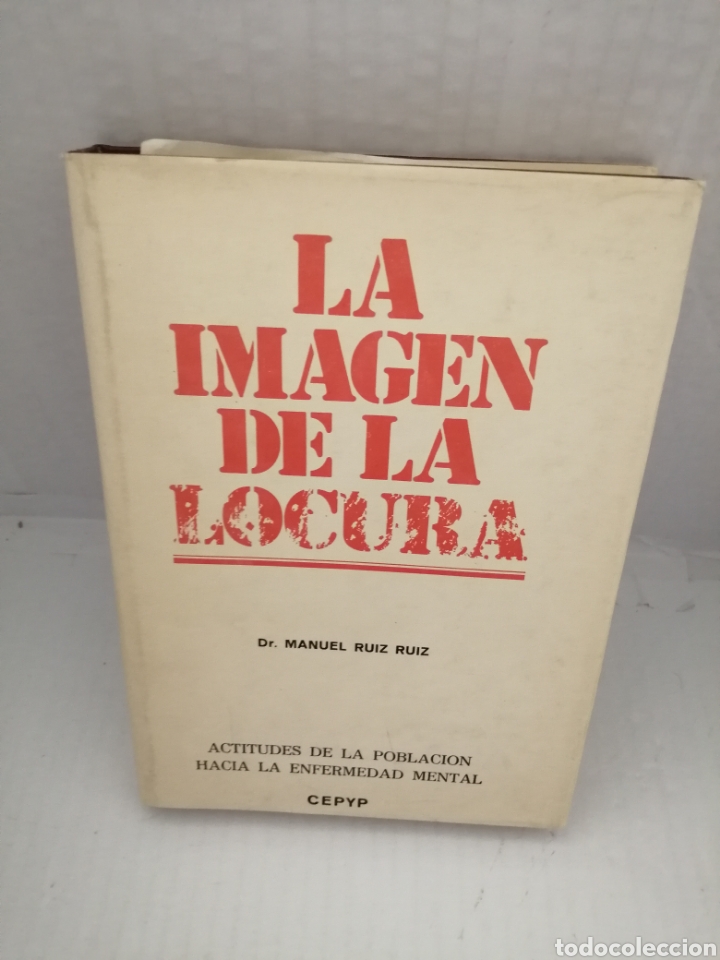 LA
IMAGEN
DE LA
LOCURA
Dr. MANUEL RUIZ RUIZ
ACTITUDES DE LA POBLACION
HACIA LA ENFERMEDAD MENTAL
CEPYP
todocoleccion